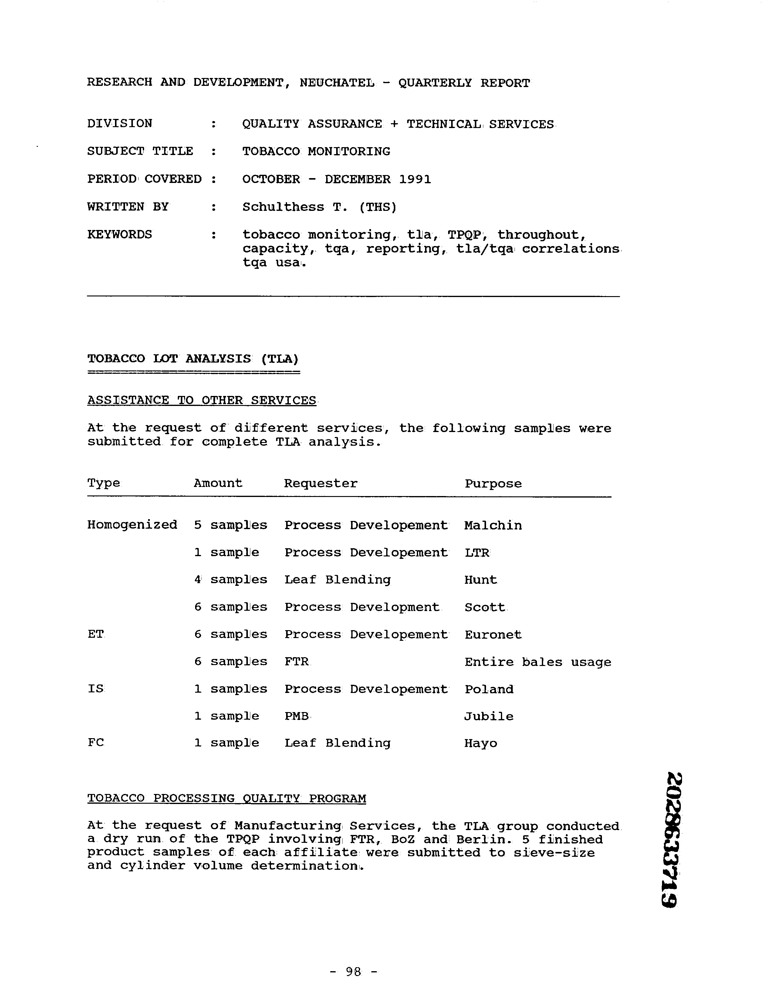 RESEARCH AND DEVELOPMENT, NEUCHATEL - QUARTERLY REPORT
DIVISION : QUALITY ASSURANCE + TECHNICAL SERVICES
SUBJECT TITLE : TOBACCO MONITORING
PERIOD COVERED : OCTOBER - DECEMBER 1991
WRITTEN BY : Schulthess T. (THS)
KEYWORDS : tobacco monitoring, tla, TPQP, throughout,
capacity, tqa, reporting, tla/tqa correlations
tqa usa.
TOBACCO LOT ANALYSIS (TLA)
ASSISTANCE TO OTHER SERVICES
At the request of different services, the following samples were
submitted for complete TLA analysis.
Type Amount Requester Purpose
Homogenized 5 samples Process Developement Malchin
1 sample Process Developement LTR
4 samples Leaf Blending Hunt
6 samples Process Development Scott
ET 6 samples Process Developement Euronet
6 samples FTR Entire bales usage
IS 1 samples Process Developement Poland
1 sample PMB Jubile
FC 1 sample Leaf Blending Hayo
TOBACCO PROCESSING QUALITY PROGRAM
At the request of Manufacturing Services, the TLA group conducted
a dry run of the TPQP involving FTR, BoZ and Berlin. 5 finished
product samples of each affiliate were submitted to sieve-size
and cylinder volume determination.
2028633719
- 98 -